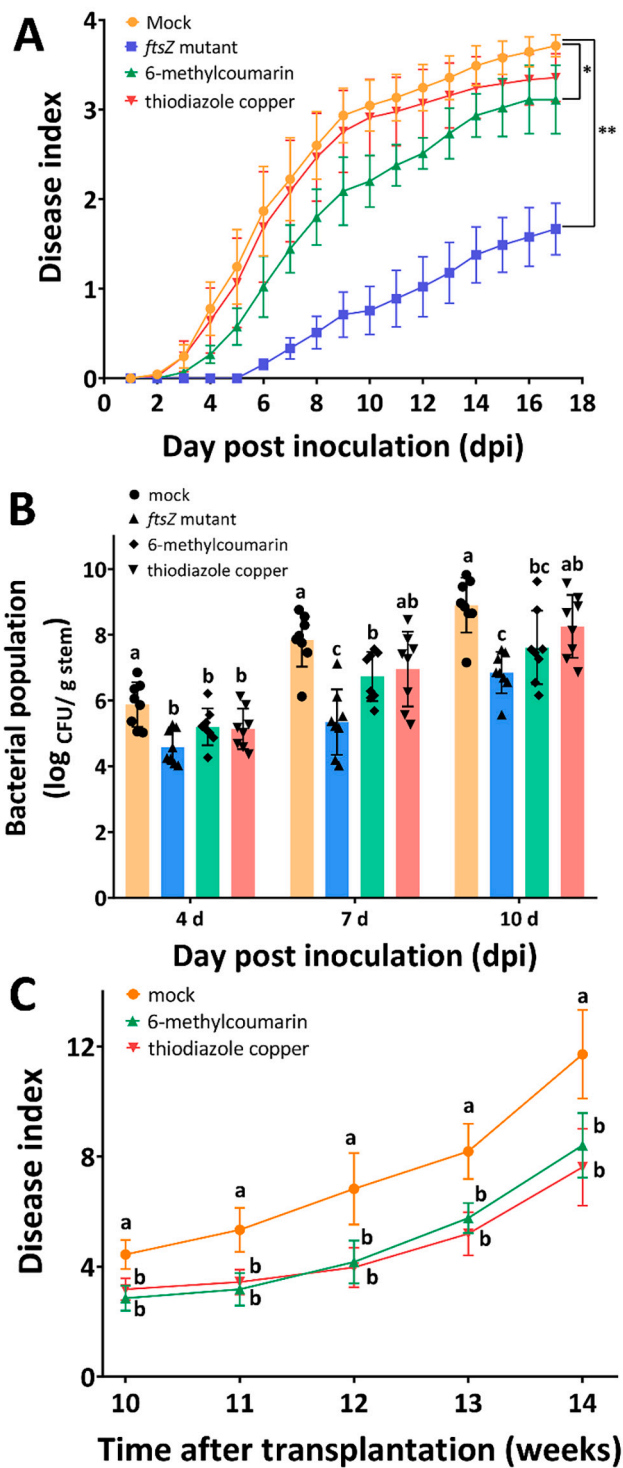 A
Mock
ftsZ mutant
6-methylcoumarin
thiodiazole copper
*
**
Disease index
4
3
2
1
0
0 2 4 6 8 10 12 14 16 18
Day post inoculation (dpi)
B
mock
ftsZ mutant
6-methylcoumarin
thiodiazole copper
Bacterial population
(log CFU/ g stem)
10
8
6
4
2
0
a b b b
a c b ab
a c bc ab
4 d 7 d 10 d
Day post inoculation (dpi)
C
mock
6-methylcoumarin
thiodiazole copper
Disease index
12
8
4
0
a a a a a
b b b b b
b b b b b
10 11 12 13 14
Time after transplantation (weeks)